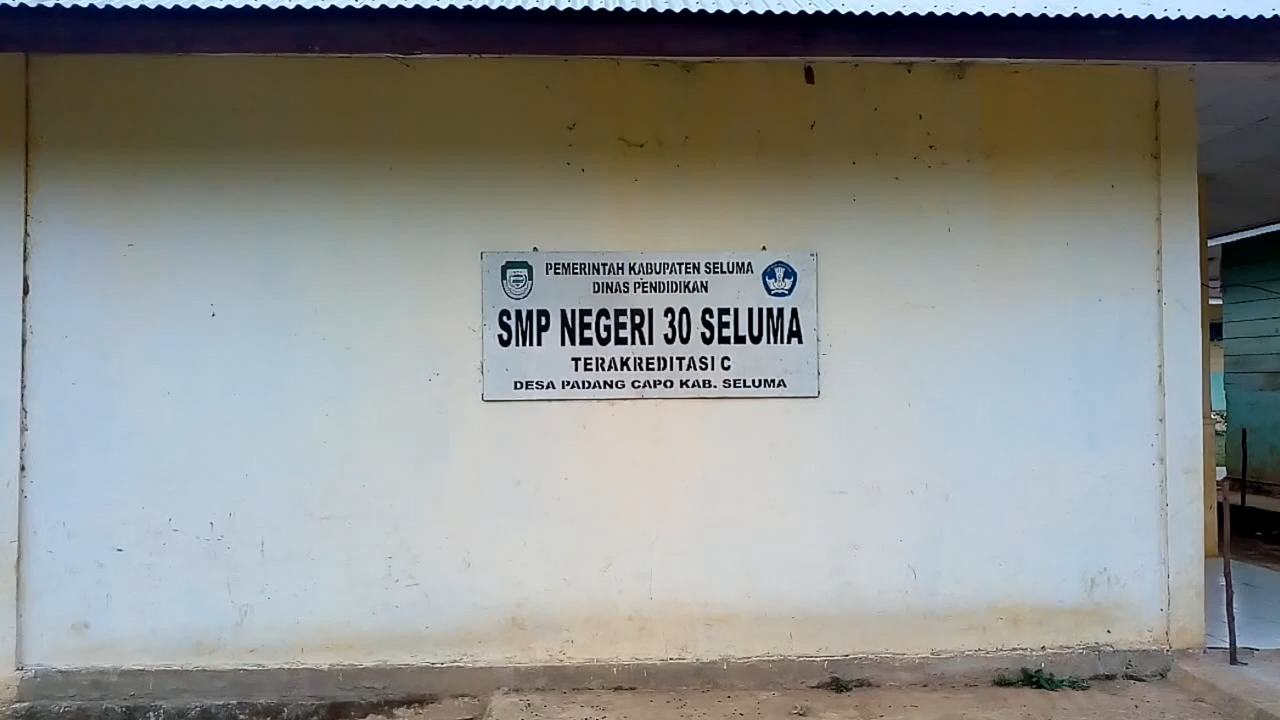 PEMERINTAH KABUPATEN SELUMA
DINAS PENDIDIKAN
SMP NEGERI 30 SELUMA
TERAKREDITASI C
DESA PADANG CAPO KAB. SELUMA